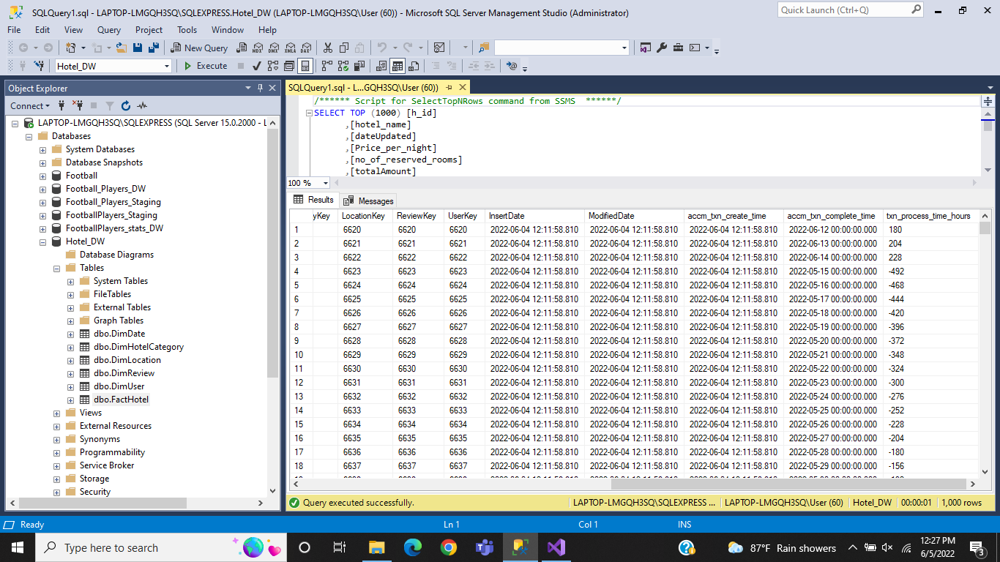 SQLQuery1.sql - LAPTOP-LMGQH3SQ\SQLEXPRESS.Hotel_DW (LAPTOP-LMGQH3SQ\User (60)) - Microsoft SQL Server Management Studio (Administrator)
Quick Launch (Ctrl+Q)
File Edit View Query Project Tools Window Help
New Query MDX DMX XMLA DAX
Hotel_DW Execute
Object Explorer
SQLQuery1.sql - L...GQH3SQ\User (60))
Connect
LAPTOP-LMGQH3SQ\SQLEXPRESS (SQL Server 15.0.2000 - L
Databases
System Databases
Database Snapshots
Football
Football_Players_DW
Football_Players_Staging
FootballPlayers_Staging
FootballPlayers_stats_DW
Hotel_DW
Database Diagrams
Tables
System Tables
FileTables
External Tables
Graph Tables
dbo.DimDate
dbo.DimHotelCategory
dbo.DimLocation
dbo.DimReview
dbo.DimUser
dbo.FactHotel
Views
External Resources
Synonyms
Programmability
Service Broker
Storage
Security
/****** Script for SelectTopNRows command from SSMS ******/
SELECT TOP (1000) [h_id]
,[hotel_name]
,[dateUpdated]
,[Price_per_night]
,[no_of_reserved_rooms]
,[totalAmount]
100 %
Results Messages
yKey LocationKey ReviewKey UserKey InsertDate ModifiedDate accm_txn_create_time accm_txn_complete_time txn_process_time_hours
1 6620 6620 6620 2022-06-04 12:11:58.810 2022-06-04 12:11:58.810 2022-06-04 12:11:58.810 2022-06-12 00:00:00.000 180
2 6621 6621 6621 2022-06-04 12:11:58.810 2022-06-04 12:11:58.810 2022-06-04 12:11:58.810 2022-06-13 00:00:00.000 204
3 6622 6622 6622 2022-06-04 12:11:58.810 2022-06-04 12:11:58.810 2022-06-04 12:11:58.810 2022-06-14 00:00:00.000 228
4 6623 6623 6623 2022-06-04 12:11:58.810 2022-06-04 12:11:58.810 2022-06-04 12:11:58.810 2022-05-15 00:00:00.000 -492
5 6624 6624 6624 2022-06-04 12:11:58.810 2022-06-04 12:11:58.810 2022-06-04 12:11:58.810 2022-05-16 00:00:00.000 -468
6 6625 6625 6625 2022-06-04 12:11:58.810 2022-06-04 12:11:58.810 2022-06-04 12:11:58.810 2022-05-17 00:00:00.000 -444
7 6626 6626 6626 2022-06-04 12:11:58.810 2022-06-04 12:11:58.810 2022-06-04 12:11:58.810 2022-05-18 00:00:00.000 -420
8 6627 6627 6627 2022-06-04 12:11:58.810 2022-06-04 12:11:58.810 2022-06-04 12:11:58.810 2022-05-19 00:00:00.000 -396
9 6628 6628 6628 2022-06-04 12:11:58.810 2022-06-04 12:11:58.810 2022-06-04 12:11:58.810 2022-05-20 00:00:00.000 -372
10 6629 6629 6629 2022-06-04 12:11:58.810 2022-06-04 12:11:58.810 2022-06-04 12:11:58.810 2022-05-21 00:00:00.000 -348
11 6630 6630 6630 2022-06-04 12:11:58.810 2022-06-04 12:11:58.810 2022-06-04 12:11:58.810 2022-05-22 00:00:00.000 -324
12 6631 6631 6631 2022-06-04 12:11:58.810 2022-06-04 12:11:58.810 2022-06-04 12:11:58.810 2022-05-23 00:00:00.000 -300
13 6632 6632 6632 2022-06-04 12:11:58.810 2022-06-04 12:11:58.810 2022-06-04 12:11:58.810 2022-05-24 00:00:00.000 -276
14 6633 6633 6633 2022-06-04 12:11:58.810 2022-06-04 12:11:58.810 2022-06-04 12:11:58.810 2022-05-25 00:00:00.000 -252
15 6634 6634 6634 2022-06-04 12:11:58.810 2022-06-04 12:11:58.810 2022-06-04 12:11:58.810 2022-05-26 00:00:00.000 -228
16 6635 6635 6635 2022-06-04 12:11:58.810 2022-06-04 12:11:58.810 2022-06-04 12:11:58.810 2022-05-27 00:00:00.000 -204
17 6636 6636 6636 2022-06-04 12:11:58.810 2022-06-04 12:11:58.810 2022-06-04 12:11:58.810 2022-05-28 00:00:00.000 -180
18 6637 6637 6637 2022-06-04 12:11:58.810 2022-06-04 12:11:58.810 2022-06-04 12:11:58.810 2022-05-29 00:00:00.000 -156
Query executed successfully. LAPTOP-LMGQH3SQ\SQLEXPRESS ... LAPTOP-LMGQH3SQ\User (60) Hotel_DW 00:00:01 1,000 rows
Ready Ln 1 Col 1 INS
Type here to search
87°F Rain showers
12:27 PM
6/5/2022
3